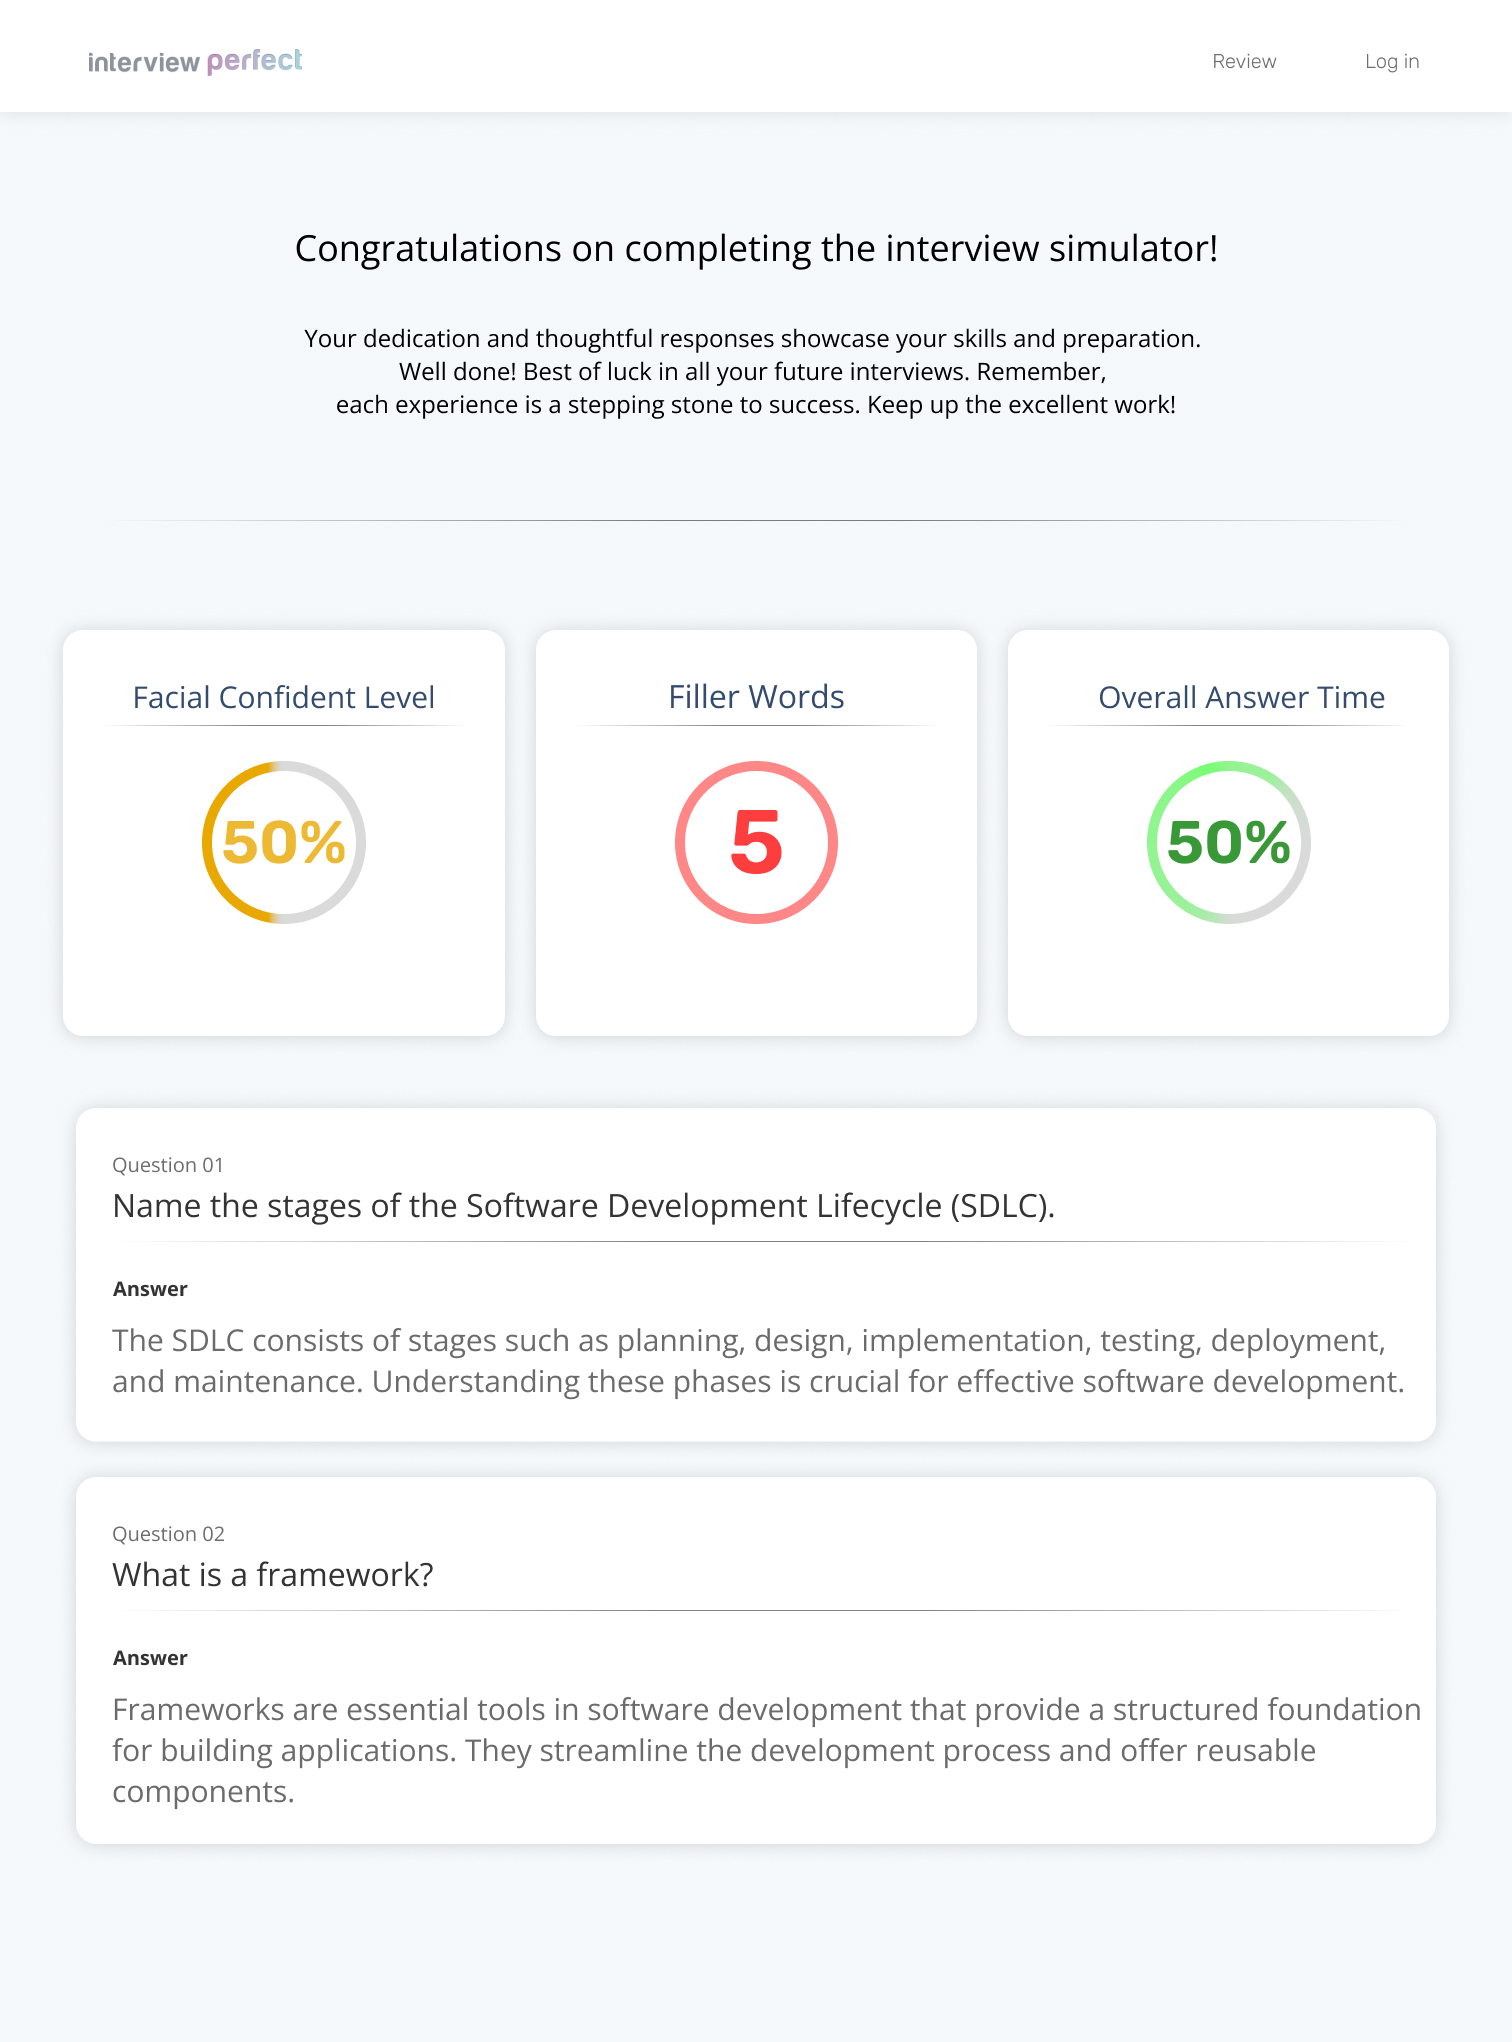 interview perfect
Review
Log in
Congratulations on completing the interview simulator!
Your dedication and thoughtful responses showcase your skills and preparation.
Well done! Best of luck in all your future interviews. Remember,
each experience is a stepping stone to success. Keep up the excellent work!
Facial Confident Level
50%
Filler Words
5
Overall Answer Time
50%
Question 01
Name the stages of the Software Development Lifecycle (SDLC).
Answer
The SDLC consists of stages such as planning, design, implementation, testing, deployment,
and maintenance. Understanding these phases is crucial for effective software development.
Question 02
What is a framework?
Answer
Frameworks are essential tools in software development that provide a structured foundation
for building applications. They streamline the development process and offer reusable
components.